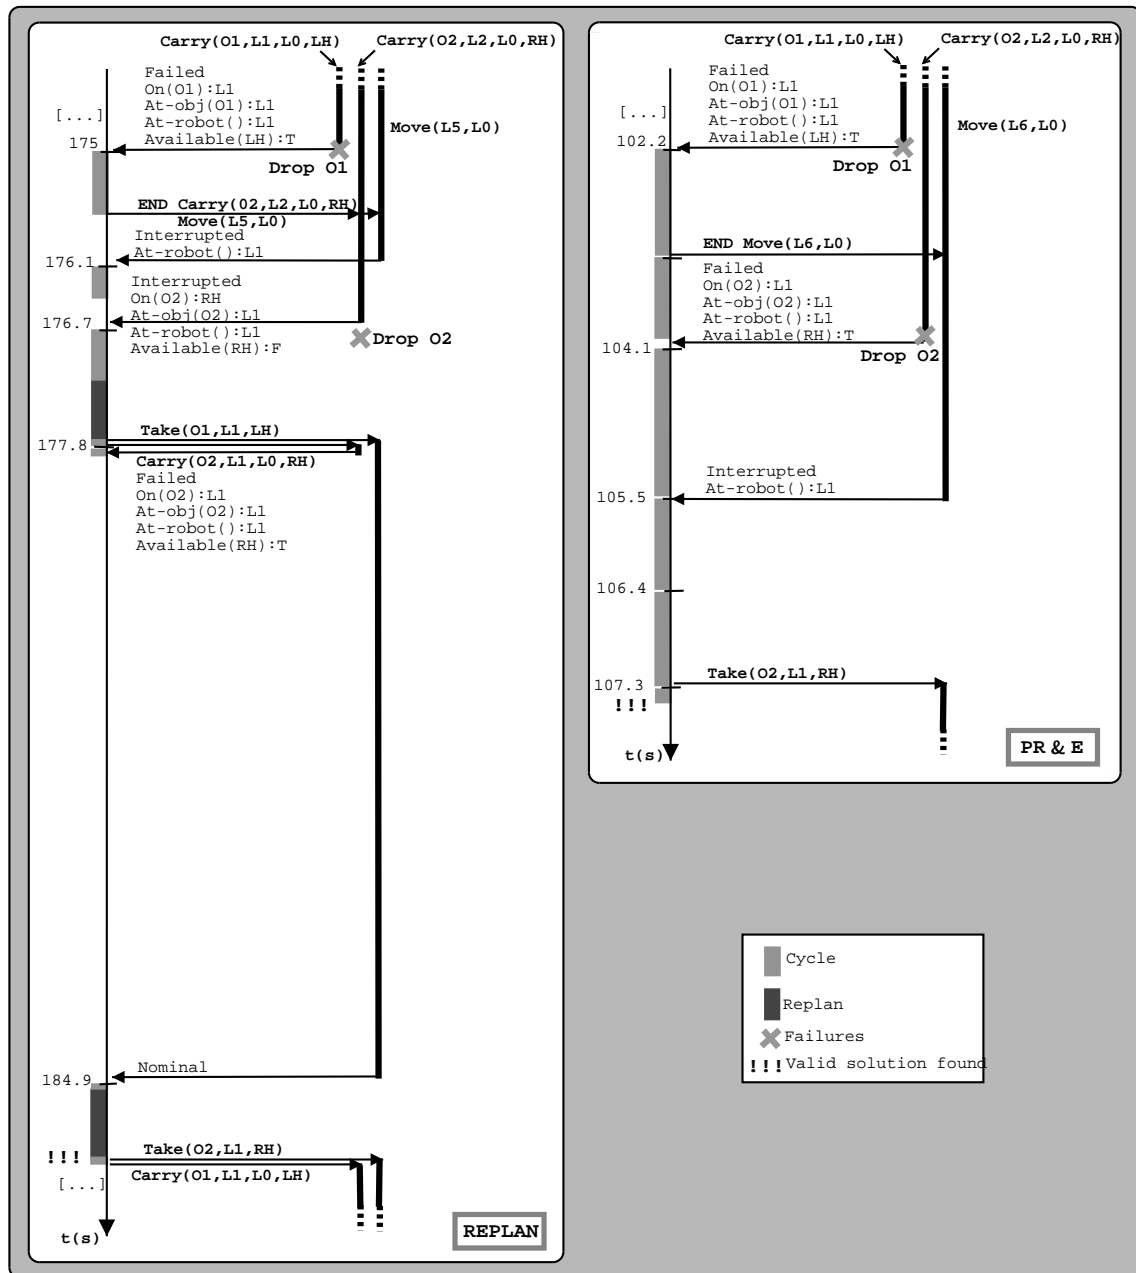 Carry(O1,L1,L0,LH)
Carry(O2,L2,L0,RH)
Failed
On(O1):L1
At-obj(O1):L1
At-robot():L1
Available(LH):T
[...]
Move(L5,L0)
175
Drop O1
END Carry(02,L2,L0,RH)
Move(L5,L0)
Interrupted
At-robot():L1
176.1
Interrupted
On(O2):RH
At-obj(O2):L1
At-robot():L1
Available(RH):F
176.7
Drop O2
Take(O1,L1,LH)
177.8
Carry(O2,L1,L0,RH)
Failed
On(O2):L1
At-obj(O2):L1
At-robot():L1
Available(RH):T
Nominal
184.9
Take(O2,L1,RH)
!!!
Carry(O1,L1,L0,LH)
[...]
t(s)
REPLAN
Carry(O1,L1,L0,LH)
Carry(O2,L2,L0,RH)
Failed
On(O1):L1
At-obj(O1):L1
At-robot():L1
Available(LH):T
[...]
Move(L6,L0)
102.2
Drop O1
END Move(L6,L0)
Failed
On(O2):L1
At-obj(O2):L1
At-robot():L1
Available(RH):T
104.1
Drop O2
Interrupted
At-robot():L1
105.5
106.4
Take(O2,L1,RH)
107.3
!!!
t(s)
PR & E
Cycle
Replan
Failures
!!! Valid solution found